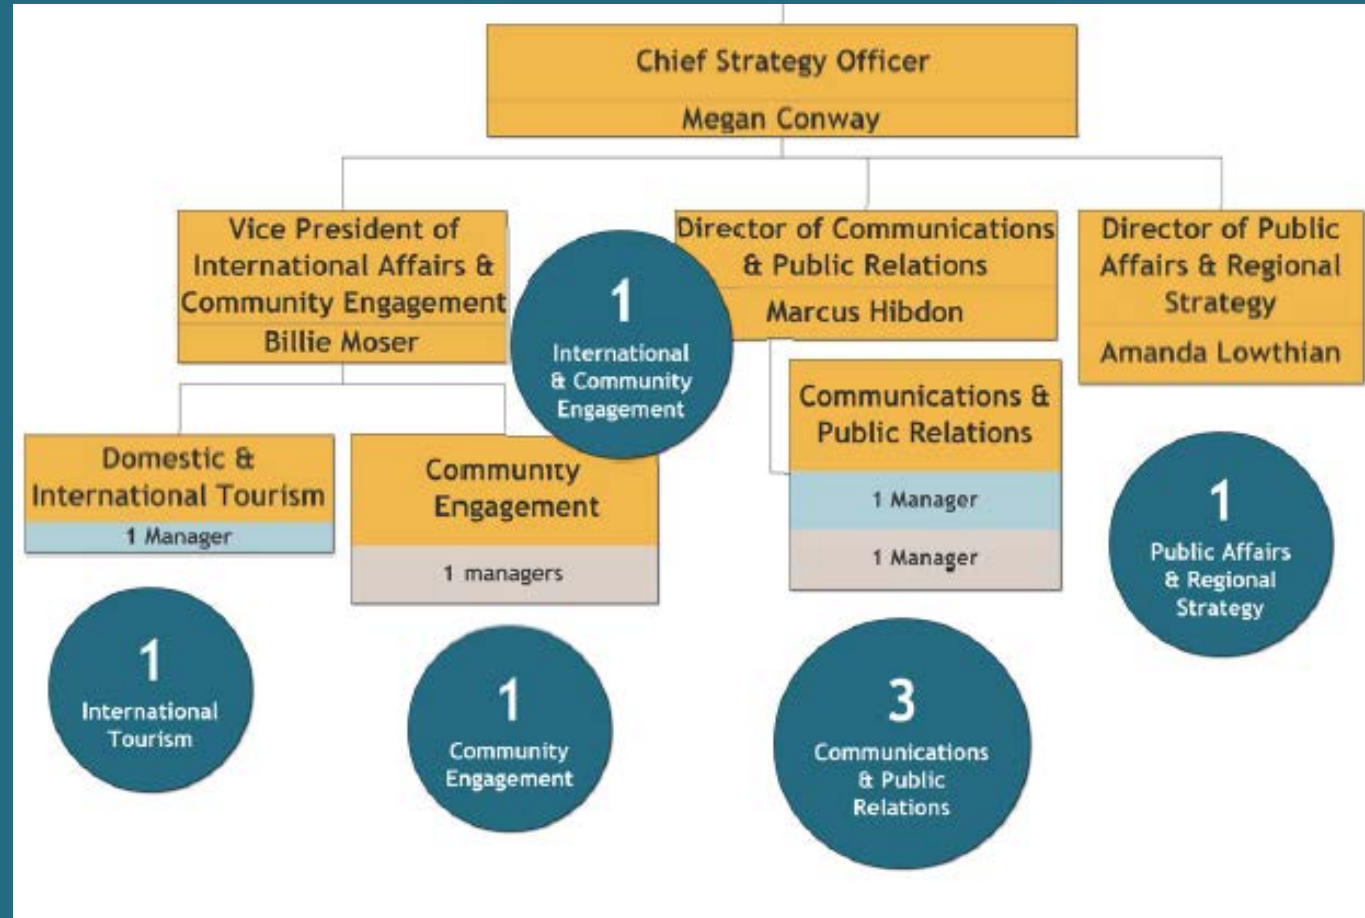 Chief Strategy Officer
Megan Conway
Vice President of
International Affairs &
Community Engagement
Billie Moser
1
International
& Community
Engagement
Director of Communications
& Public Relations
Marcus Hibdon
Director of Public
Affairs & Regional
Strategy
Amanda Lowthian
Domestic &
International Tourism
1 Manager
Community
Engagement
1 managers
Communications &
Public Relations
1 Manager
1 Manager
1
International
Tourism
1
Community
Engagement
3
Communications
& Public
Relations
1
Public Affairs
& Regional
Strategy